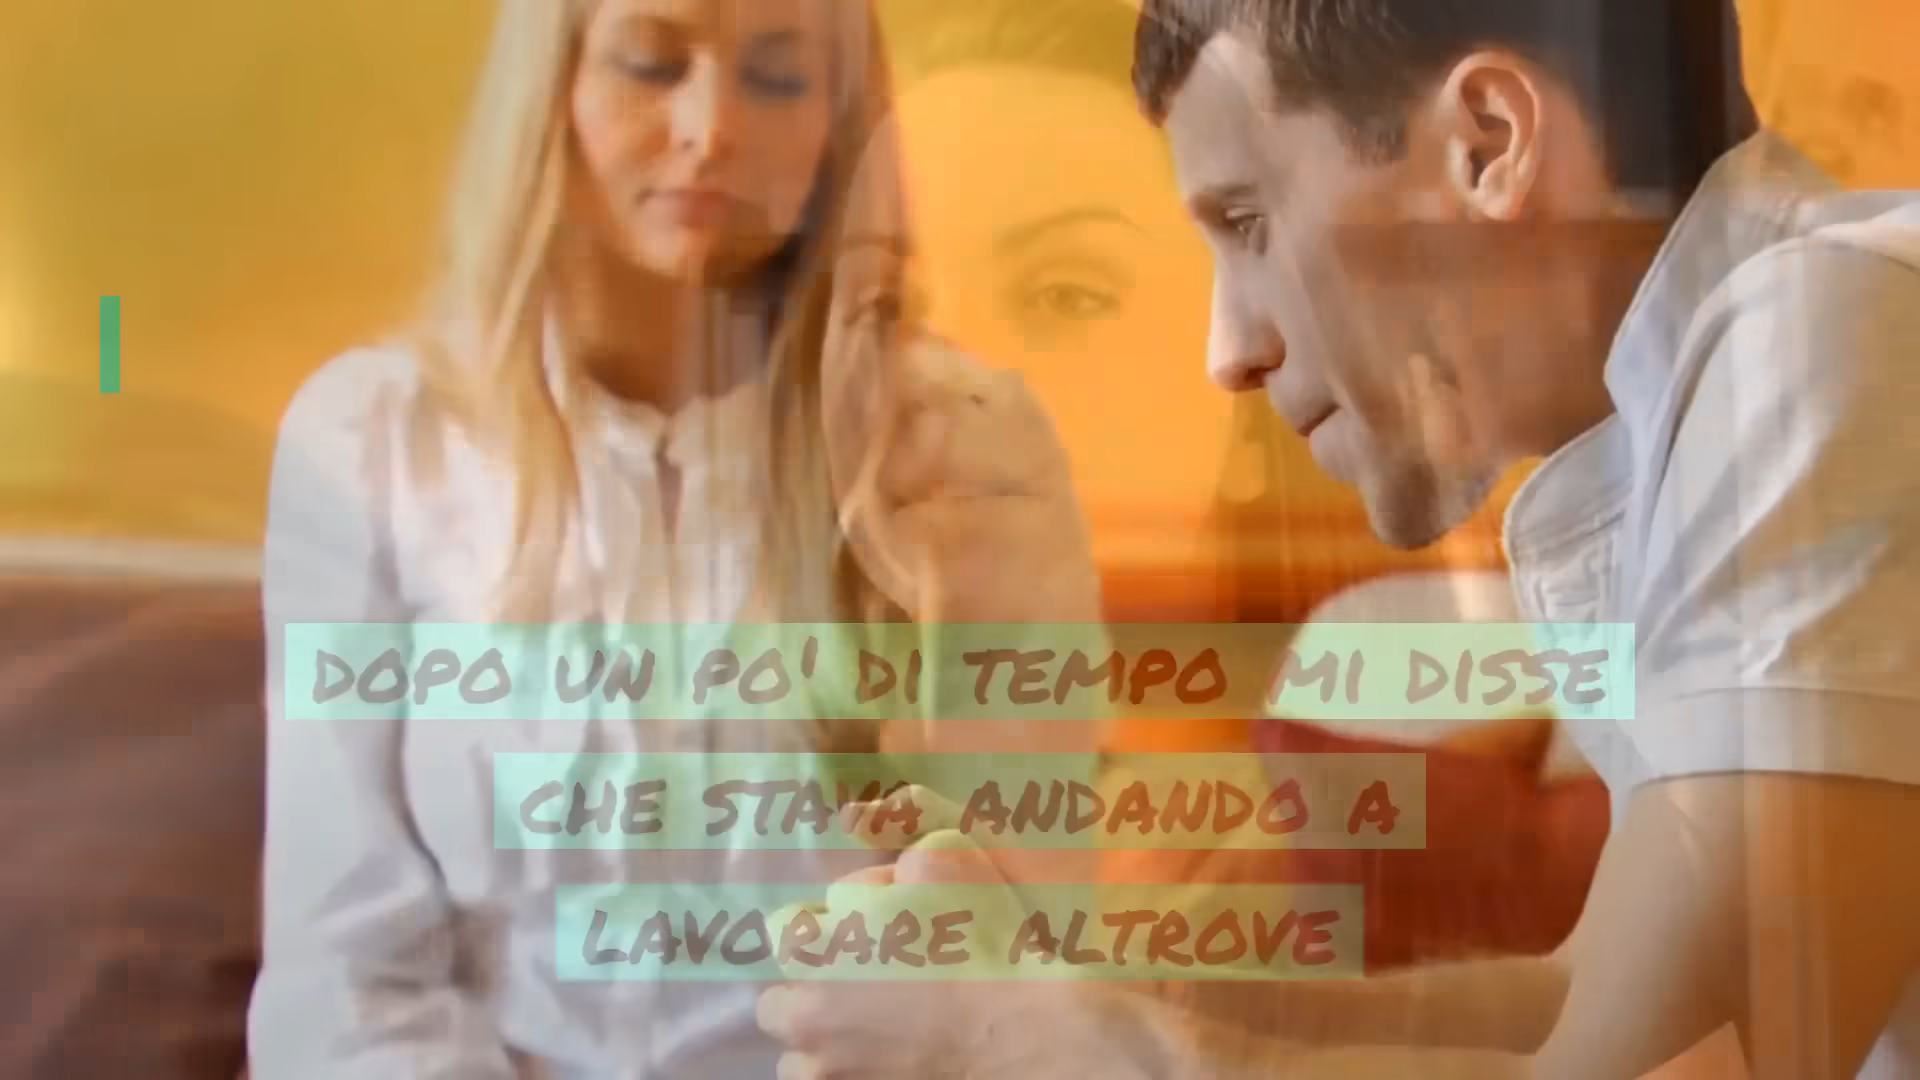 DOPO UN PO' DI TEMPO MI DISSE
CHE STAVA ANDANDO A
LAVORARE ALTROVE